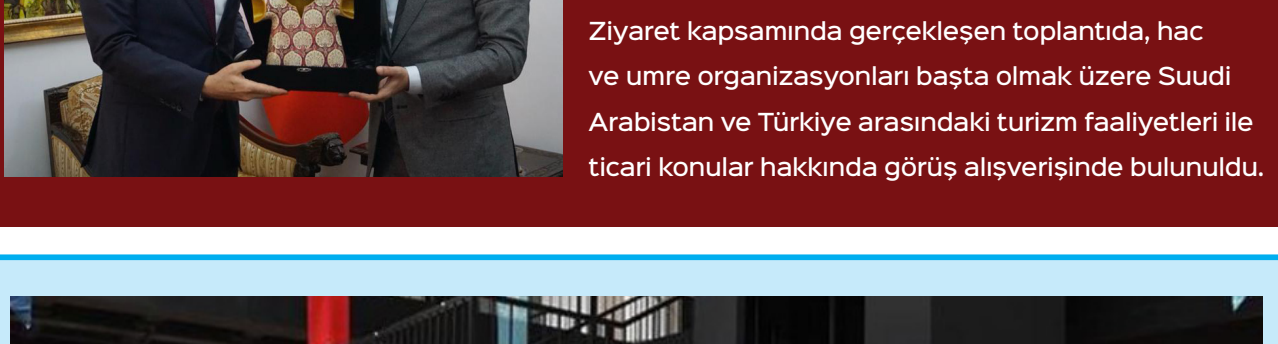 Ziyaret kapsamında gerçekleşen toplantıda, hac
ve umre organizasyonları başta olmak üzere Suudi
Arabistan ve Türkiye arasındaki turizm faaliyetleri ile
ticari konular hakkında görüş alışverişinde bulunuldu.